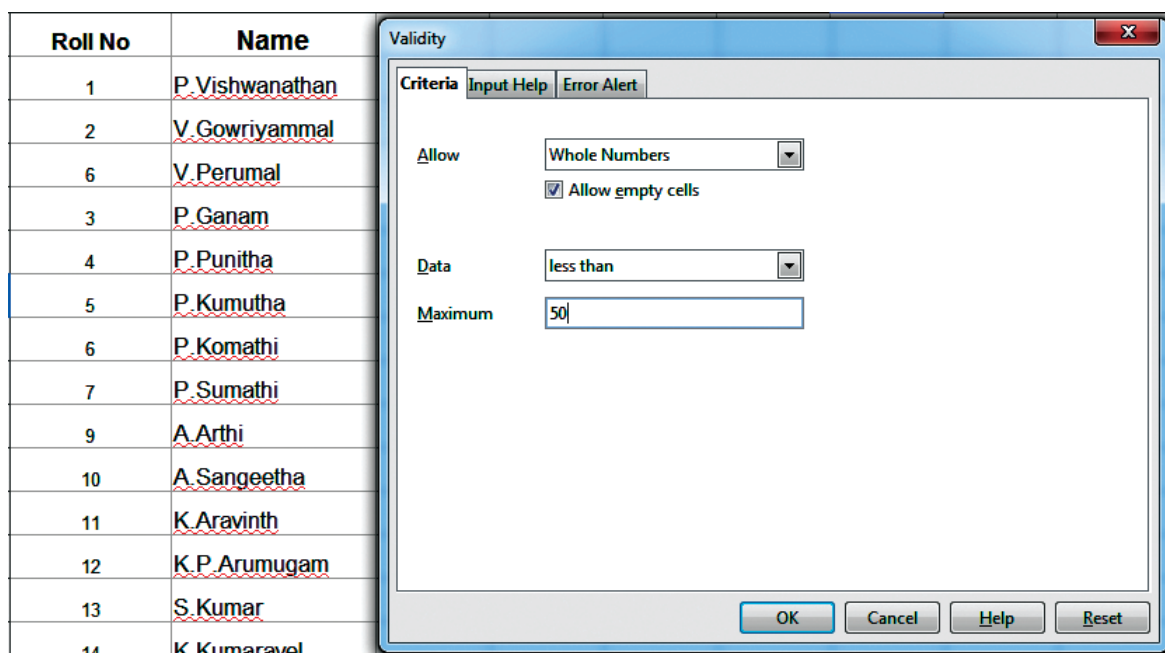 Roll No Name
1 P.Vishwanathan
2 V.Gowriyammal
6 V.Perumal
3 P.Ganam
4 P.Punitha
5 P.Kumutha
6 P.Komathi
7 P.Sumathi
9 A.Arthi
10 A.Sangeetha
11 K.Aravinth
12 K.P.Arumugam
13 S.Kumar
14 K.Kumaravel
Validity
Criteria Input Help Error Alert
Allow Whole Numbers
Allow empty cells
Data less than
Maximum 50
OK Cancel Help Reset